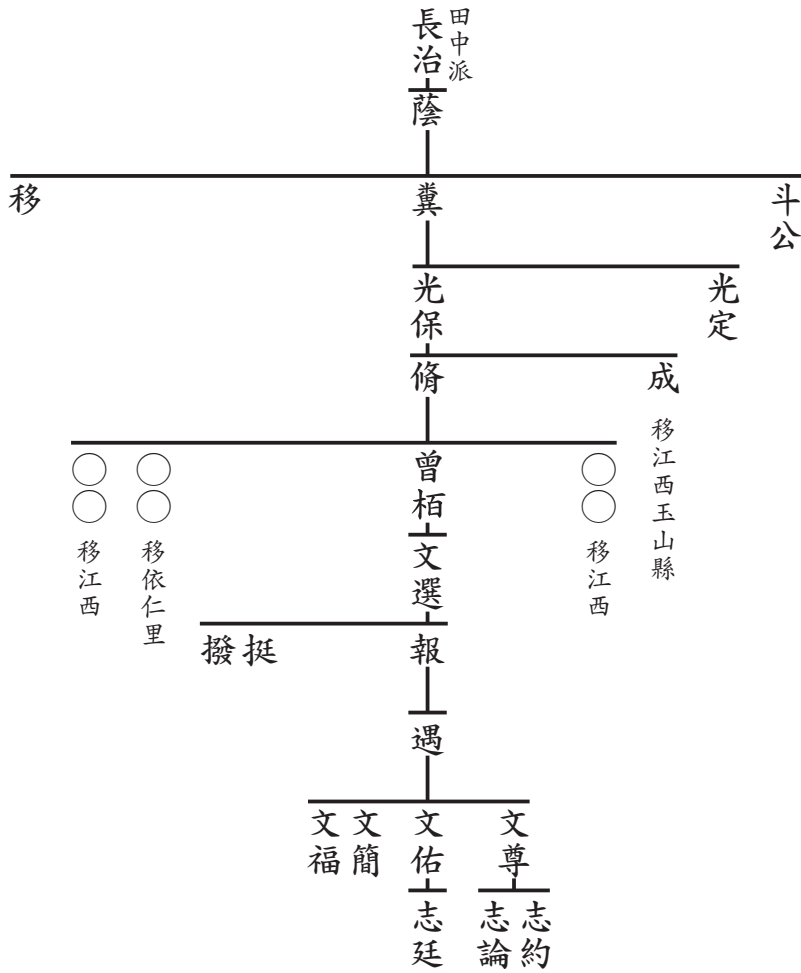 田中派
長治
蔭
斗公
糞
移
光定
光保
成
移江西玉山縣
脩
○○
移江西
曾栢
○○
移依仁里
○○
移江西
文選
報
挺
撥
遇
文尊
文佑
文簡
文福
志約
志論
志廷